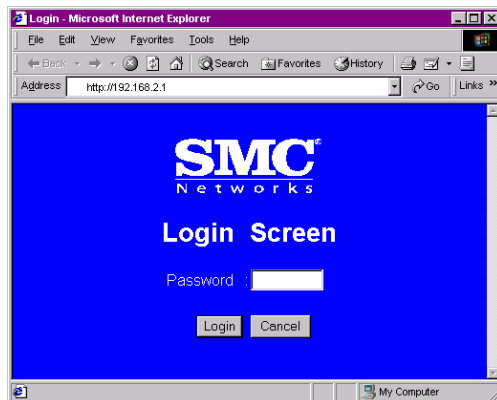 Login - Microsoft Internet Explorer
File Edit View Favorites Tools Help
Back Search Favorites History
Address http://192.168.2.1 Go Links »
SMC®
Networks
Login Screen
Password :
Login Cancel
My Computer